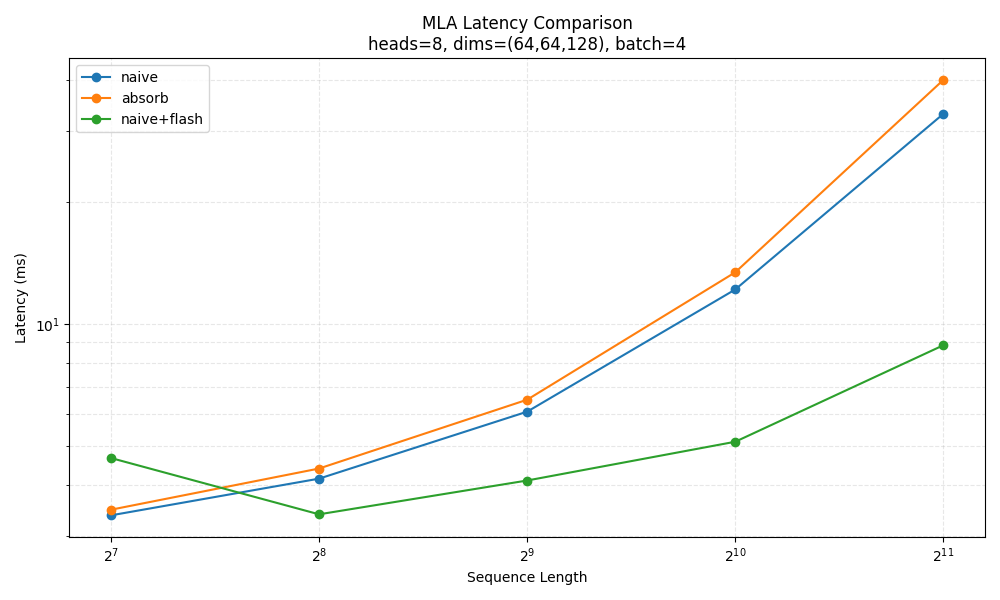 MLA Latency Comparison
heads=8, dims=(64,64,128), batch=4
naive
absorb
naive+flash
Latency (ms)
10¹
2⁷
2⁸
2⁹
2¹⁰
2¹¹
Sequence Length